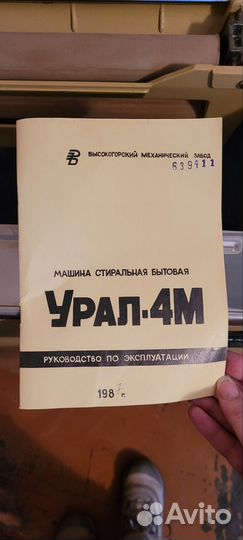 ВЫСОКОГОРСКИЙ МЕХАНИЧЕСКИЙ ЗАВОД
639411
МАШИНА СТИРАЛЬНАЯ БЫТОВАЯ
УРАЛ-4М
РУКОВОДСТВО ПО ЭКСПЛУАТАЦИИ
1987 г.
Avito